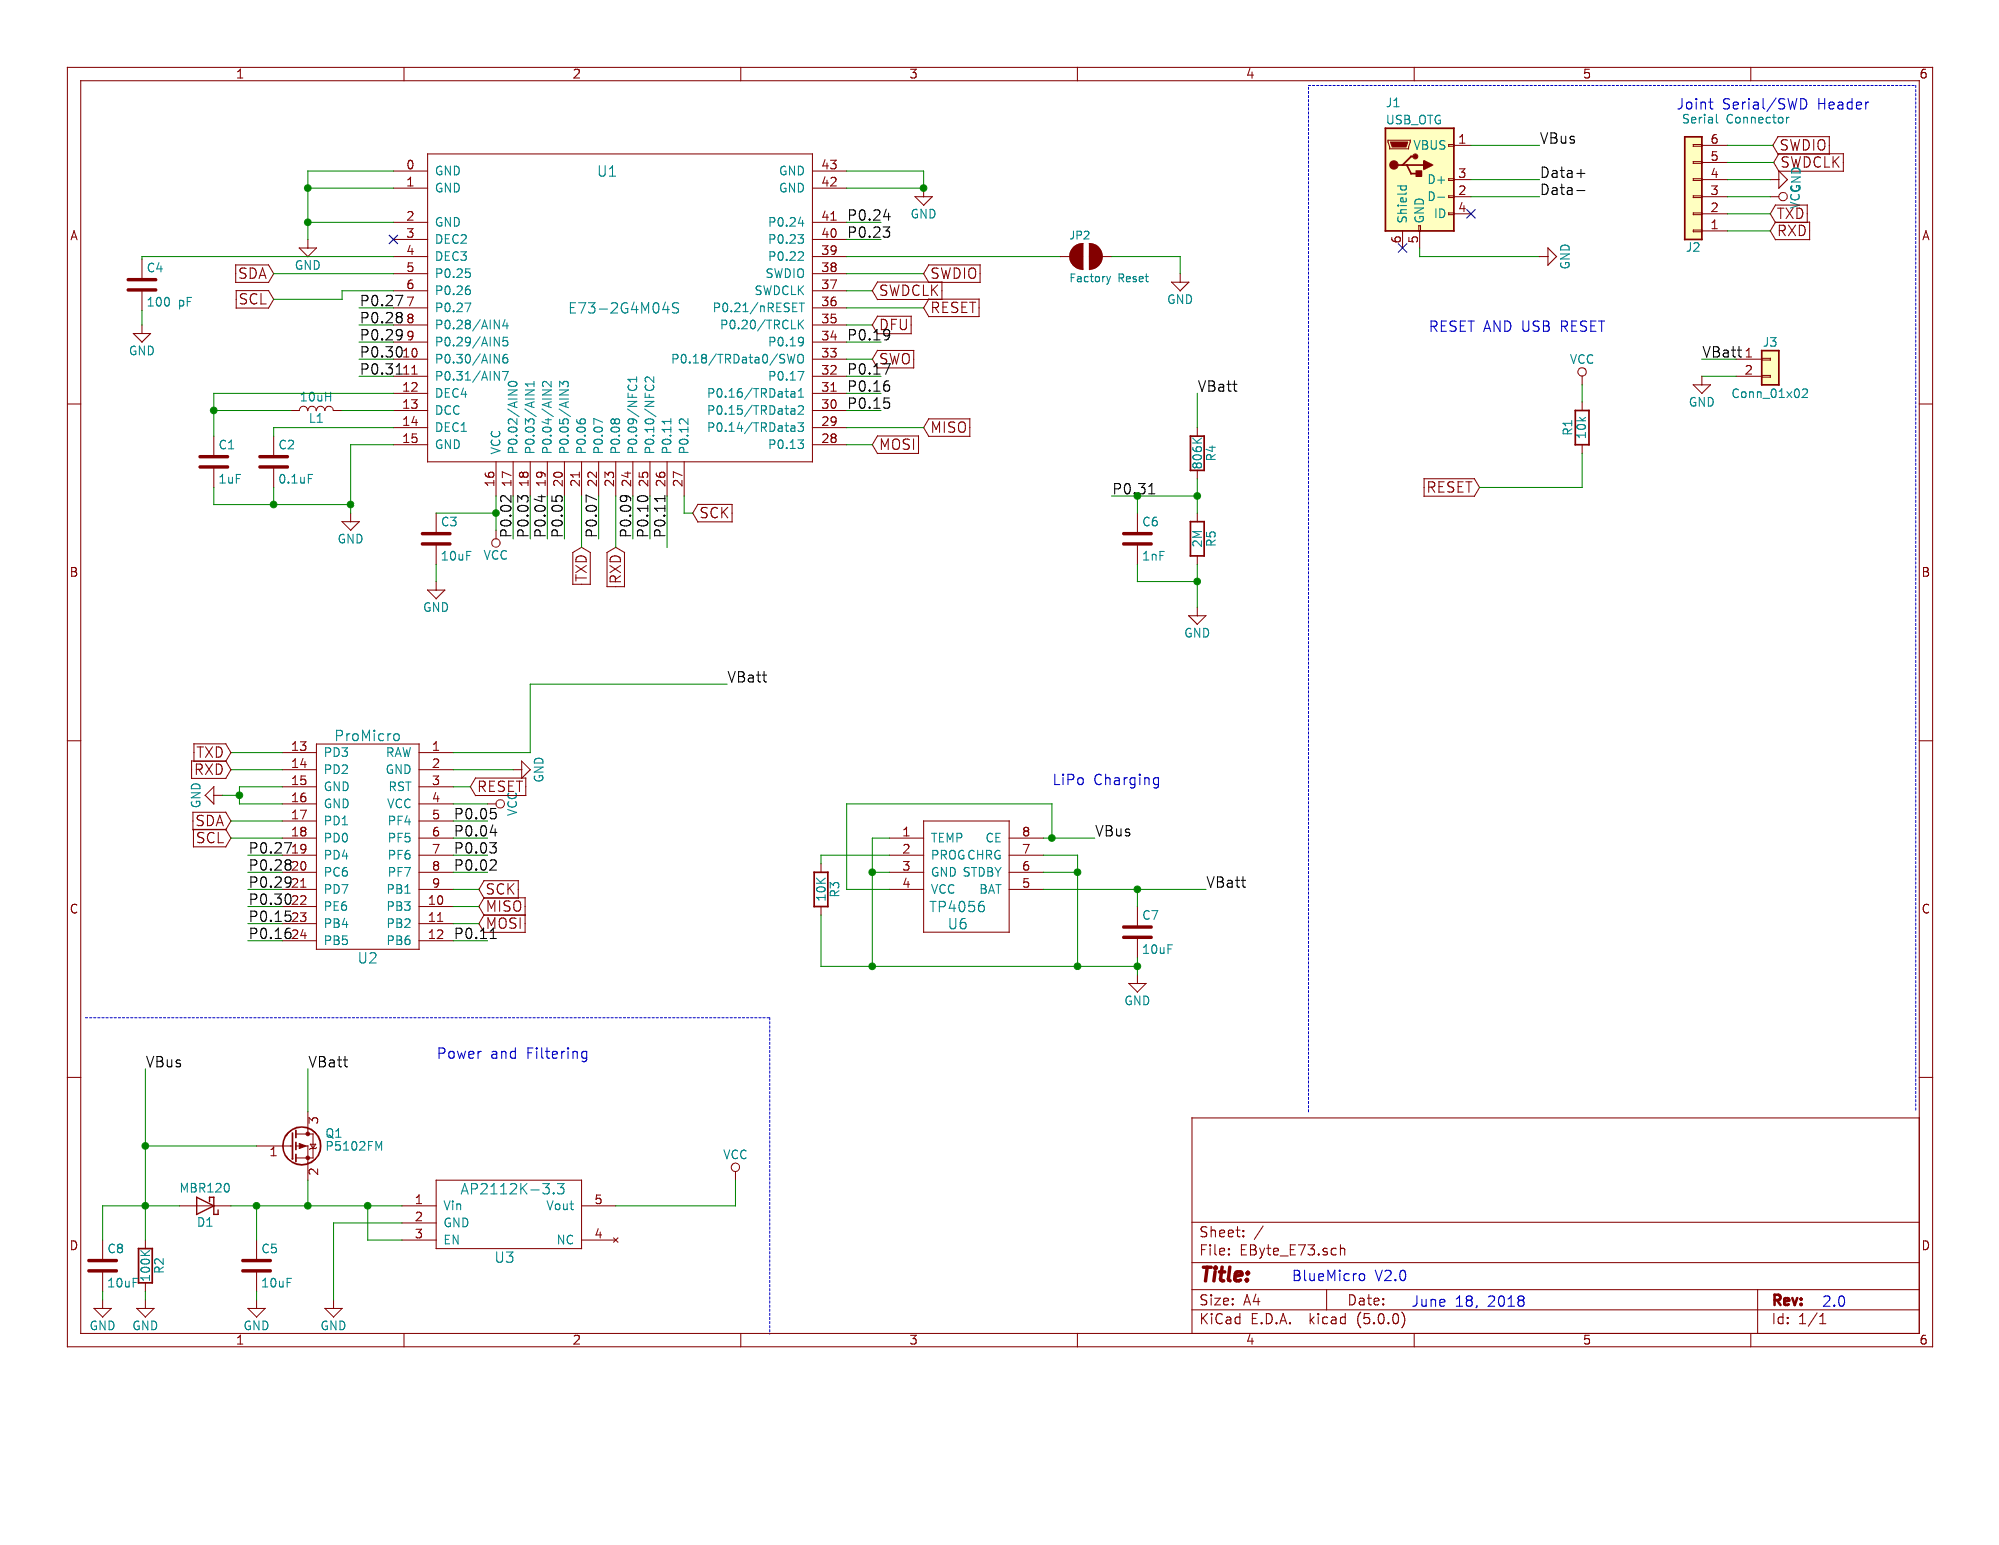 1 2 3 4 5 6
A
B
C
D
U1
E73-2G4M04S
0 GND
1 GND
2 GND
3 DEC2
4 DEC3
5 P0.25
6 P0.26
7 P0.27
8 P0.28/AIN4
9 P0.29/AIN5
10 P0.30/AIN6
11 P0.31/AIN7
12 DEC4
13 DCC
14 DEC1
15 GND
GND 43
GND 42
P0.24 41 P0.24
P0.23 40 P0.23
P0.22 39
SWDIO 38 SWDIO
SWDCLK 37 SWDCLK
P0.21/nRESET 36 RESET
P0.20/TRCLK 35 DFU
P0.19 34 P0.19
P0.18/TRData0/SWO 33 SWO
P0.17 32 P0.17
P0.16/TRData1 31 P0.16
P0.15/TRData2 30 P0.15
P0.14/TRData3 29 MISO
P0.13 28 MOSI
VCC 16
P0.02/AIN0 17 P0.02
P0.03/AIN1 18 P0.03
P0.04/AIN2 19 P0.04
P0.05/AIN3 20 P0.05
P0.06 21 TXD
P0.07 22 P0.07
P0.08 23 RXD
P0.09/NFC1 24 P0.09
P0.10/NFC2 25 P0.10
P0.11 26 P0.11
P0.12 27 SCK
GND
GND
SDA
SCL
P0.27
P0.28
P0.29
P0.30
P0.31
C4
100 pF
GND
10uH
L1
C1
1uF
C2
0.1uF
GND
C3
10uF
VCC
GND
JP2
Factory Reset
GND
VBatt
806K R4
P0.31
C6
1nF
2M R5
GND
J1
USB_OTG
VBUS 1 VBus
D+ 3 Data+
D- 2 Data-
ID 4
Shield 6
GND 5
GND
Joint Serial/SWD Header
Serial Connector
6 SWDIO
5 SWDCLK
4 GND
3 VCC
2 TXD
1 RXD
J2
RESET AND USB RESET
VCC
R1 10k
RESET
J3
VBatt 1
2
GND
Conn_01x02
VBatt
ProMicro
TXD 13 PD3
RXD 14 PD2
15 GND
GND 16 GND
SDA 17 PD1
SCL 18 PD0
P0.27 19 PD4
P0.28 20 PC6
P0.29 21 PD7
P0.30 22 PE6
P0.15 23 PB4
P0.16 24 PB5
RAW 1
GND 2 GND
RST 3 RESET
VCC 4 VCC
PF4 5 P0.05
PF5 6 P0.04
PF6 7 P0.03
PF7 8 P0.02
PB1 9 SCK
PB3 10 MISO
PB2 11 MOSI
PB6 12 P0.11
U2
LiPo Charging
1 TEMP CE 8 VBus
2 PROG CHRG 7
3 GND STDBY 6
4 VCC BAT 5 VBatt
TP4056
U6
10K R3
C7
10uF
GND
Power and Filtering
VBus
VBatt
Q1
P5102FM
1
3
2
MBR120
D1
C8
10uF
100K R2
C5
10uF
GND
GND
GND
GND
AP2112K-3.3
1 Vin
2 GND
3 EN
Vout 5
NC 4
U3
VCC
Sheet: /
File: EByte_E73.sch
Title: BlueMicro V2.0
Size: A4 Date: June 18, 2018 Rev: 2.0
KiCad E.D.A. kicad (5.0.0) Id: 1/1
1 2 3 4 5 6
A
B
C
D